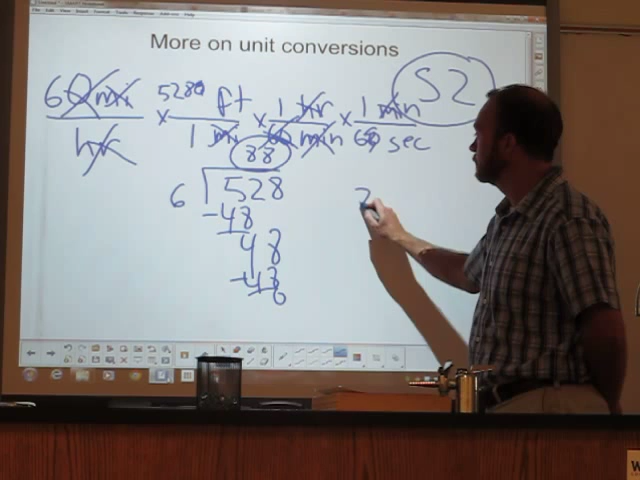 More on unit conversions
52
60 mi × 5280 ft × 1 hr × 1 min
hr 1 mi 60 min 60 sec
88
6 528
-48
48
-48
0
W